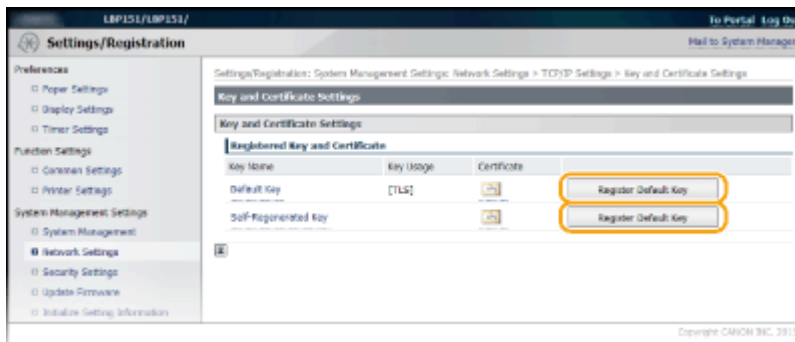 LBP151/LBP151/
To Portal Log Ou
Settings/Registration
Mail to System Manager
Preferences
Paper Settings
Display Settings
Timer Settings
Function Settings
Common Settings
Printer Settings
System Management Settings
System Management
Network Settings
Security Settings
Update Firmware
Initialize Setting Information
Settings/Registration: System Management Settings: Network Settings > TCP/IP Settings > Key and Certificate Settings
Key and Certificate Settings
Key and Certificate Settings
Registered Key and Certificate
Key Name Key Usage Certificate
Default Key [TLS] Register Default Key
Self-Regenerated Key Register Default Key
Copyright CANON INC. 201